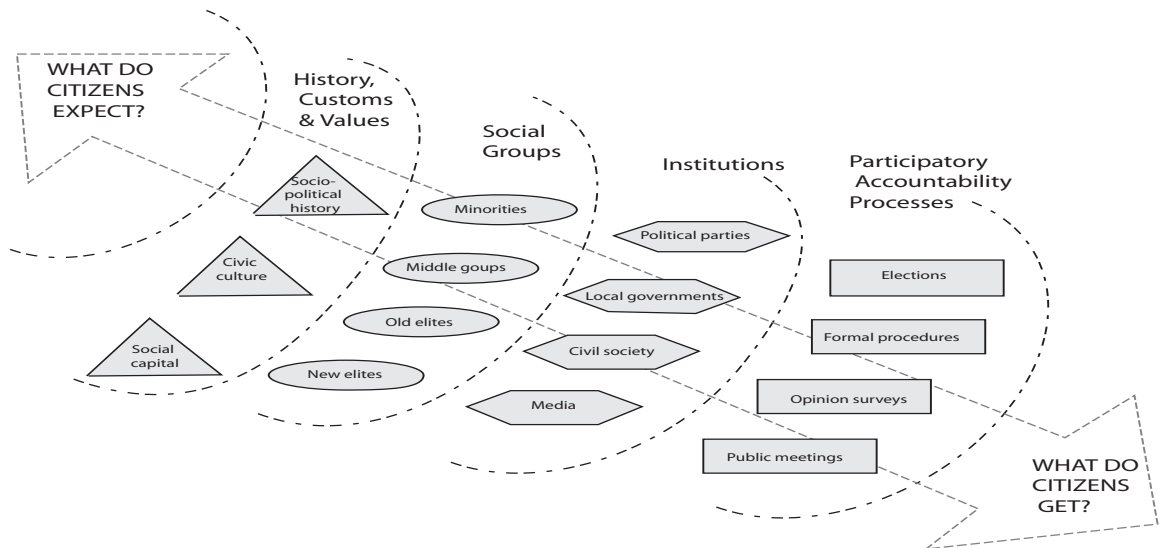 WHAT DO
CITIZENS
EXPECT?
History,
Customs
& Values
Socio-
political
history
Civic
culture
Social
capital
Social
Groups
Minorities
Middle goups
Old elites
New elites
Institutions
Political parties
Local governments
Civil society
Media
Participatory
Accountability
Processes
Elections
Formal procedures
Opinion surveys
Public meetings
WHAT DO
CITIZENS
GET?